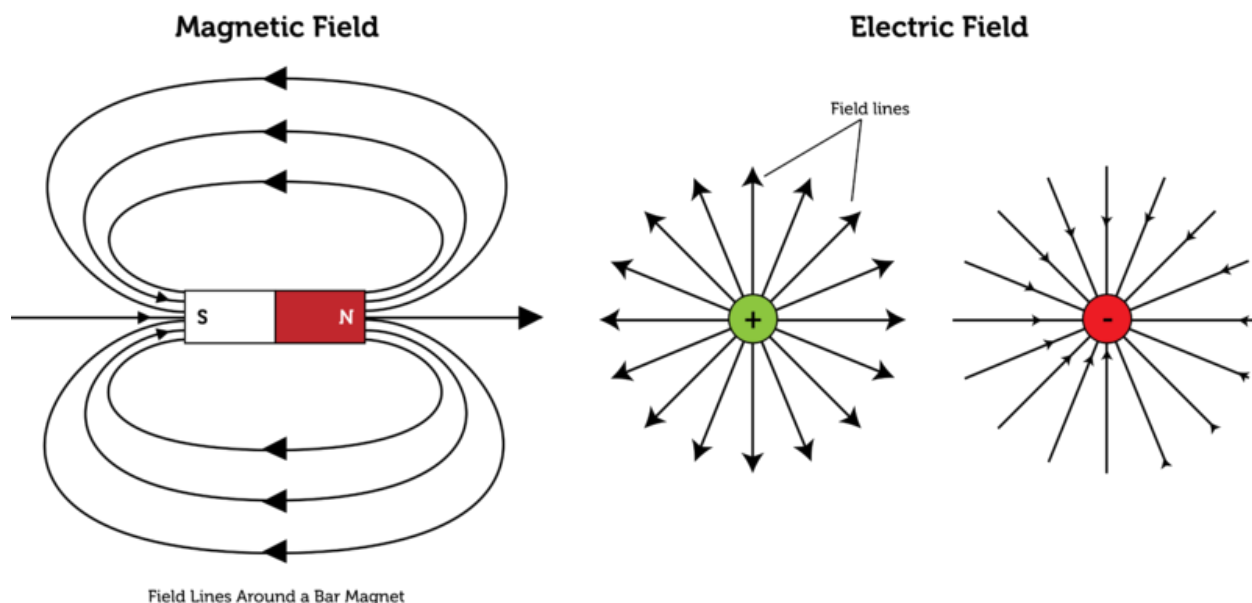 Magnetic Field
Electric Field
Field lines
S
N
+
-
Field Lines Around a Bar Magnet